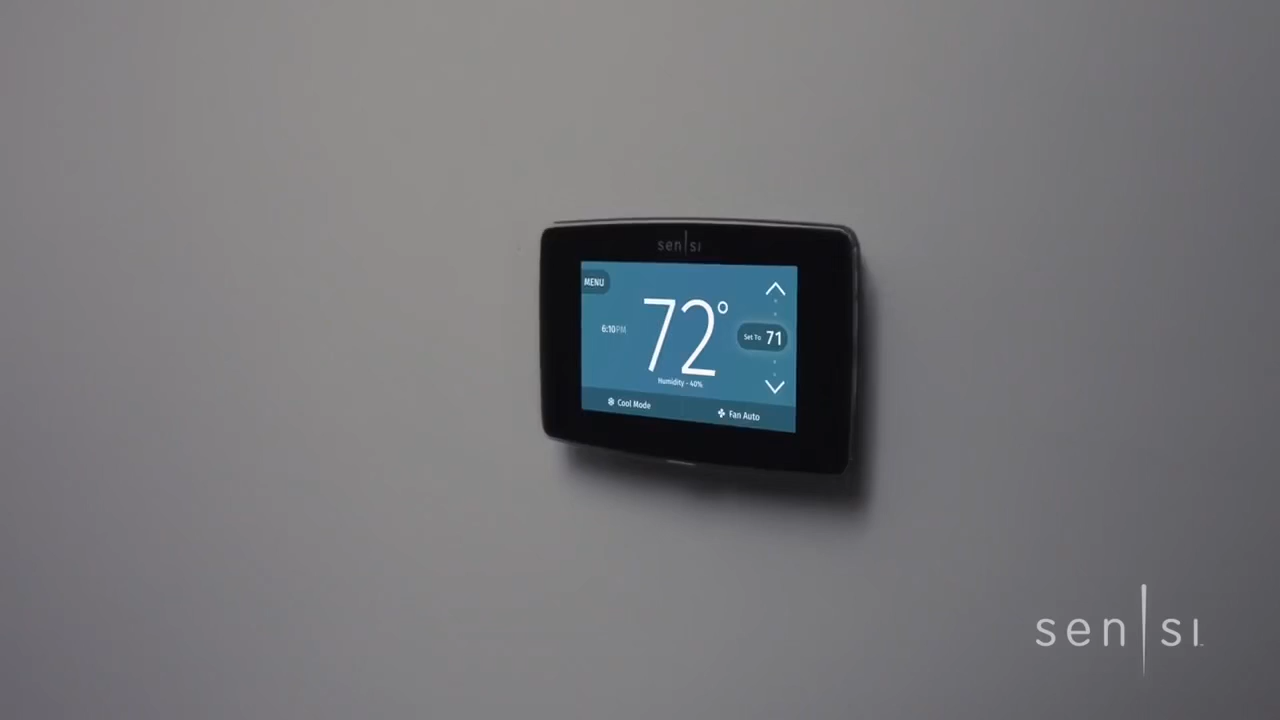 sen|si
MENU
72°
6:10PM
Set To 71
Humidity - 40%
Cool Mode
Fan Auto
sen|si